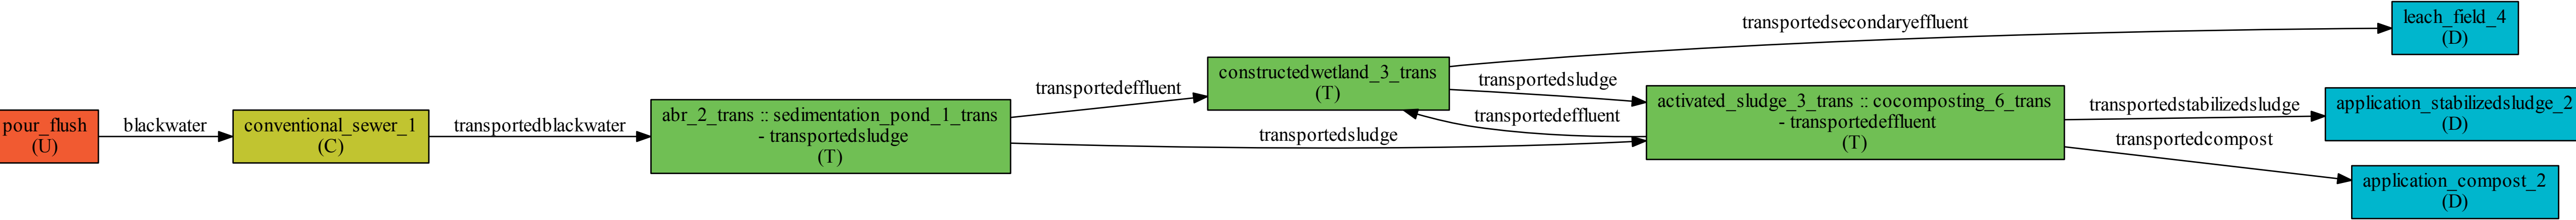 pour_flush
(U)
blackwater
conventional_sewer_1
(C)
transportedblackwater
abr_2_trans :: sedimentation_pond_1_trans
- transportedsludge
(T)
transportedeffluent
transportedsludge
constructedwetland_3_trans
(T)
transportedsecondaryeffluent
transportedsludge
transportedeffluent
activated_sludge_3_trans :: cocomposting_6_trans
- transportedeffluent
(T)
transportedstabilizedsludge
transportedcompost
leach_field_4
(D)
application_stabilizedsludge_2
(D)
application_compost_2
(D)